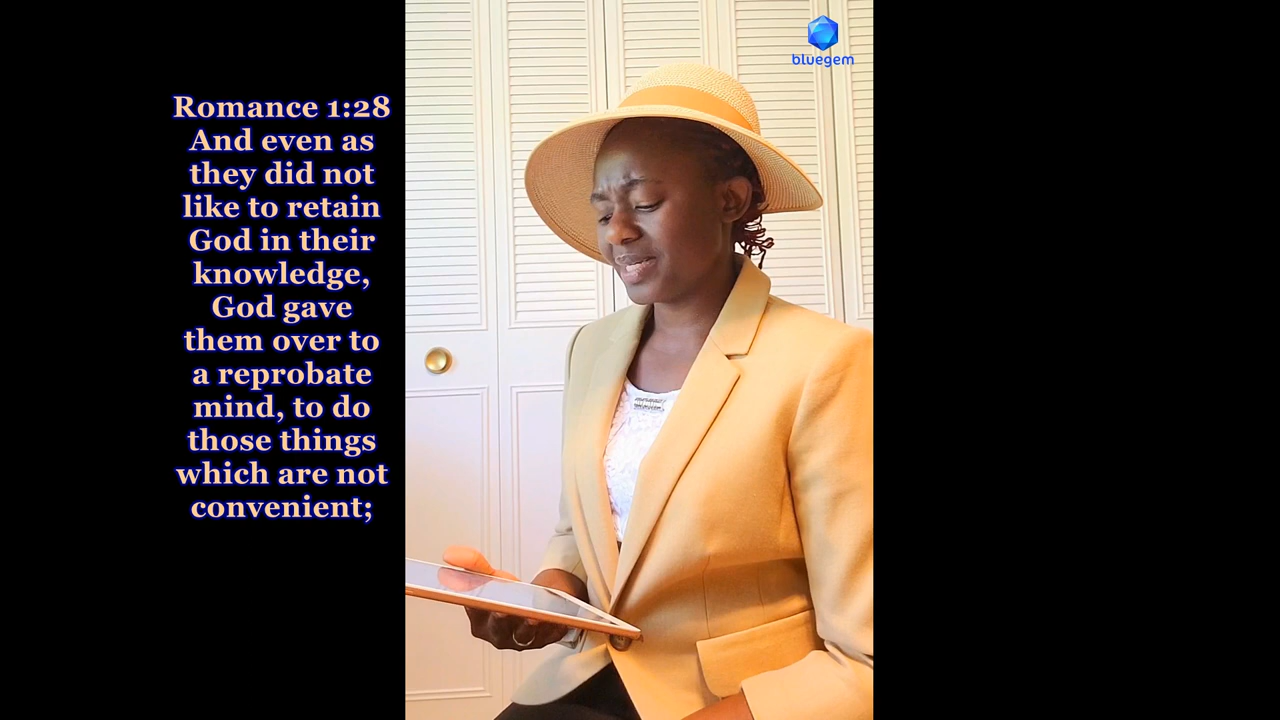 Romance 1:28
And even as
they did not
like to retain
God in their
knowledge,
God gave
them over to
a reprobate
mind, to do
those things
which are not
convenient;
bluegem